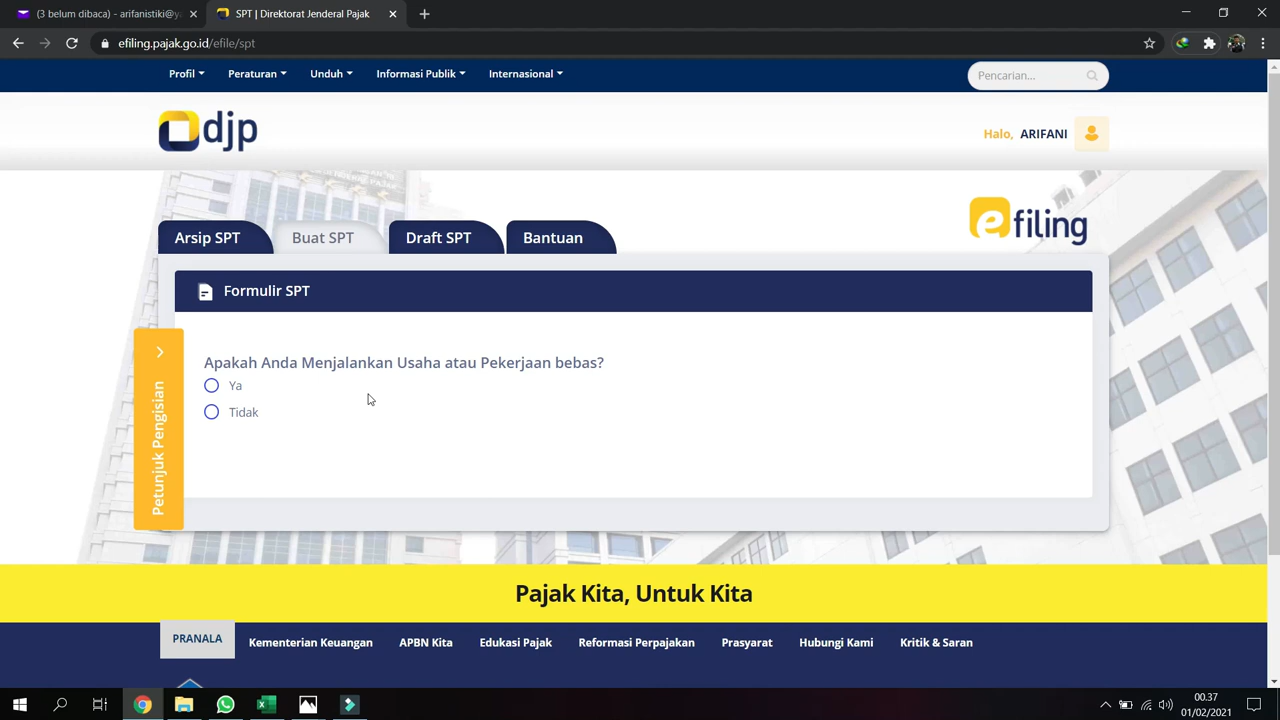 (3 belum dibaca) - arifanistiki@y
SPT | Direktorat Jenderal Pajak
efiling.pajak.go.id/efile/spt
Profil Peraturan Unduh Informasi Publik Internasional
Pencarian...
djp
Halo, ARIFANI
efiling
Arsip SPT Buat SPT Draft SPT Bantuan
Formulir SPT
Petunjuk Pengisian
Apakah Anda Menjalankan Usaha atau Pekerjaan bebas?
Ya
Tidak
Pajak Kita, Untuk Kita
PRANALA Kementerian Keuangan APBN Kita Edukasi Pajak Reformasi Perpajakan Prasyarat Hubungi Kami Kritik & Saran
00.37
01/02/2021